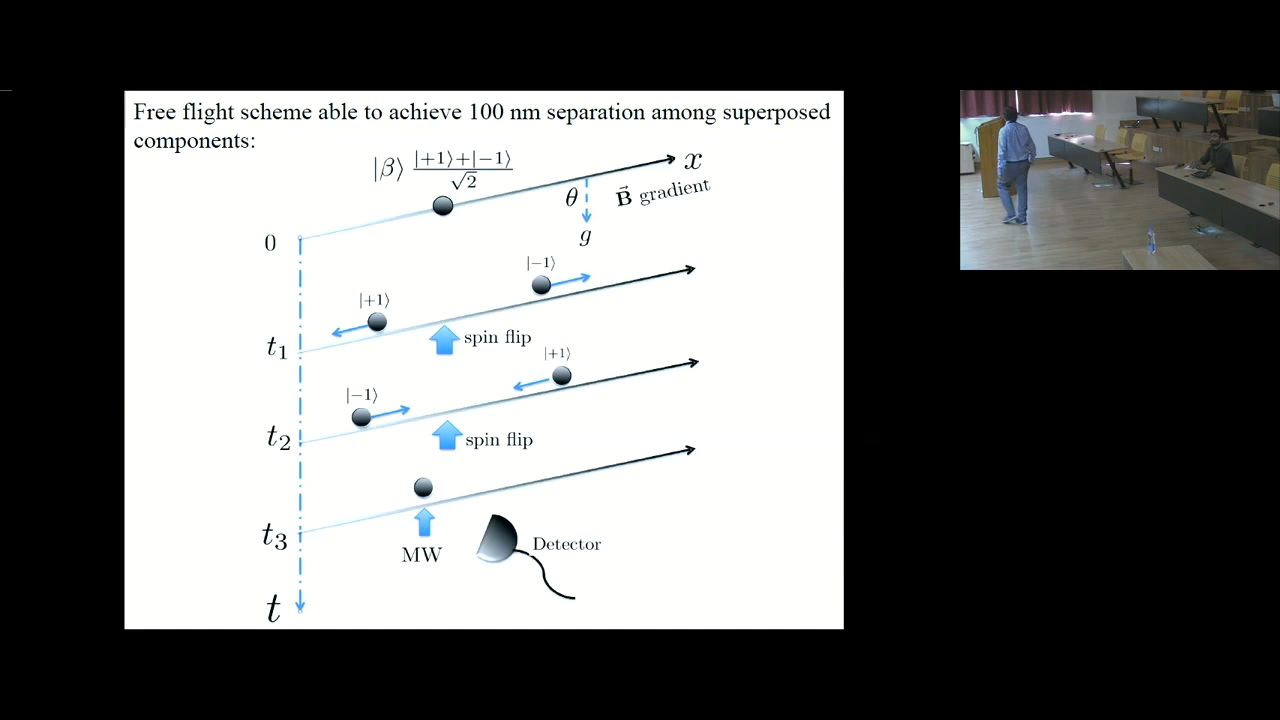 Free flight scheme able to achieve 100 nm separation among superposed
components:
|β⟩ (|+1⟩+|−1⟩)/√2
x
θ
B⃗ gradient
g
0
|−1⟩
|+1⟩
spin flip
t₁
|+1⟩
|−1⟩
spin flip
t₂
t₃
MW
Detector
t